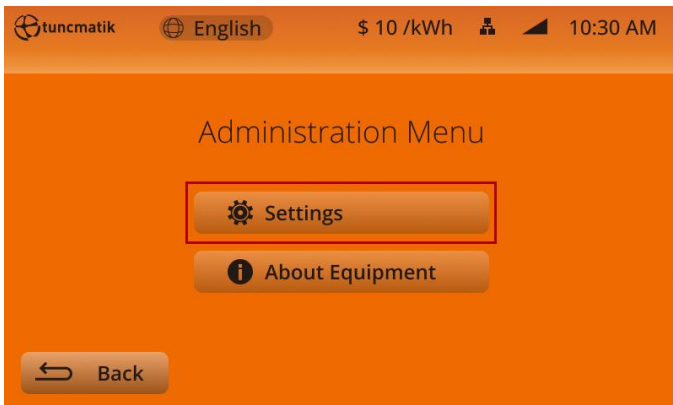 tuncmatik English $ 10 /kWh 10:30 AM
Administration Menu
Settings
About Equipment
Back